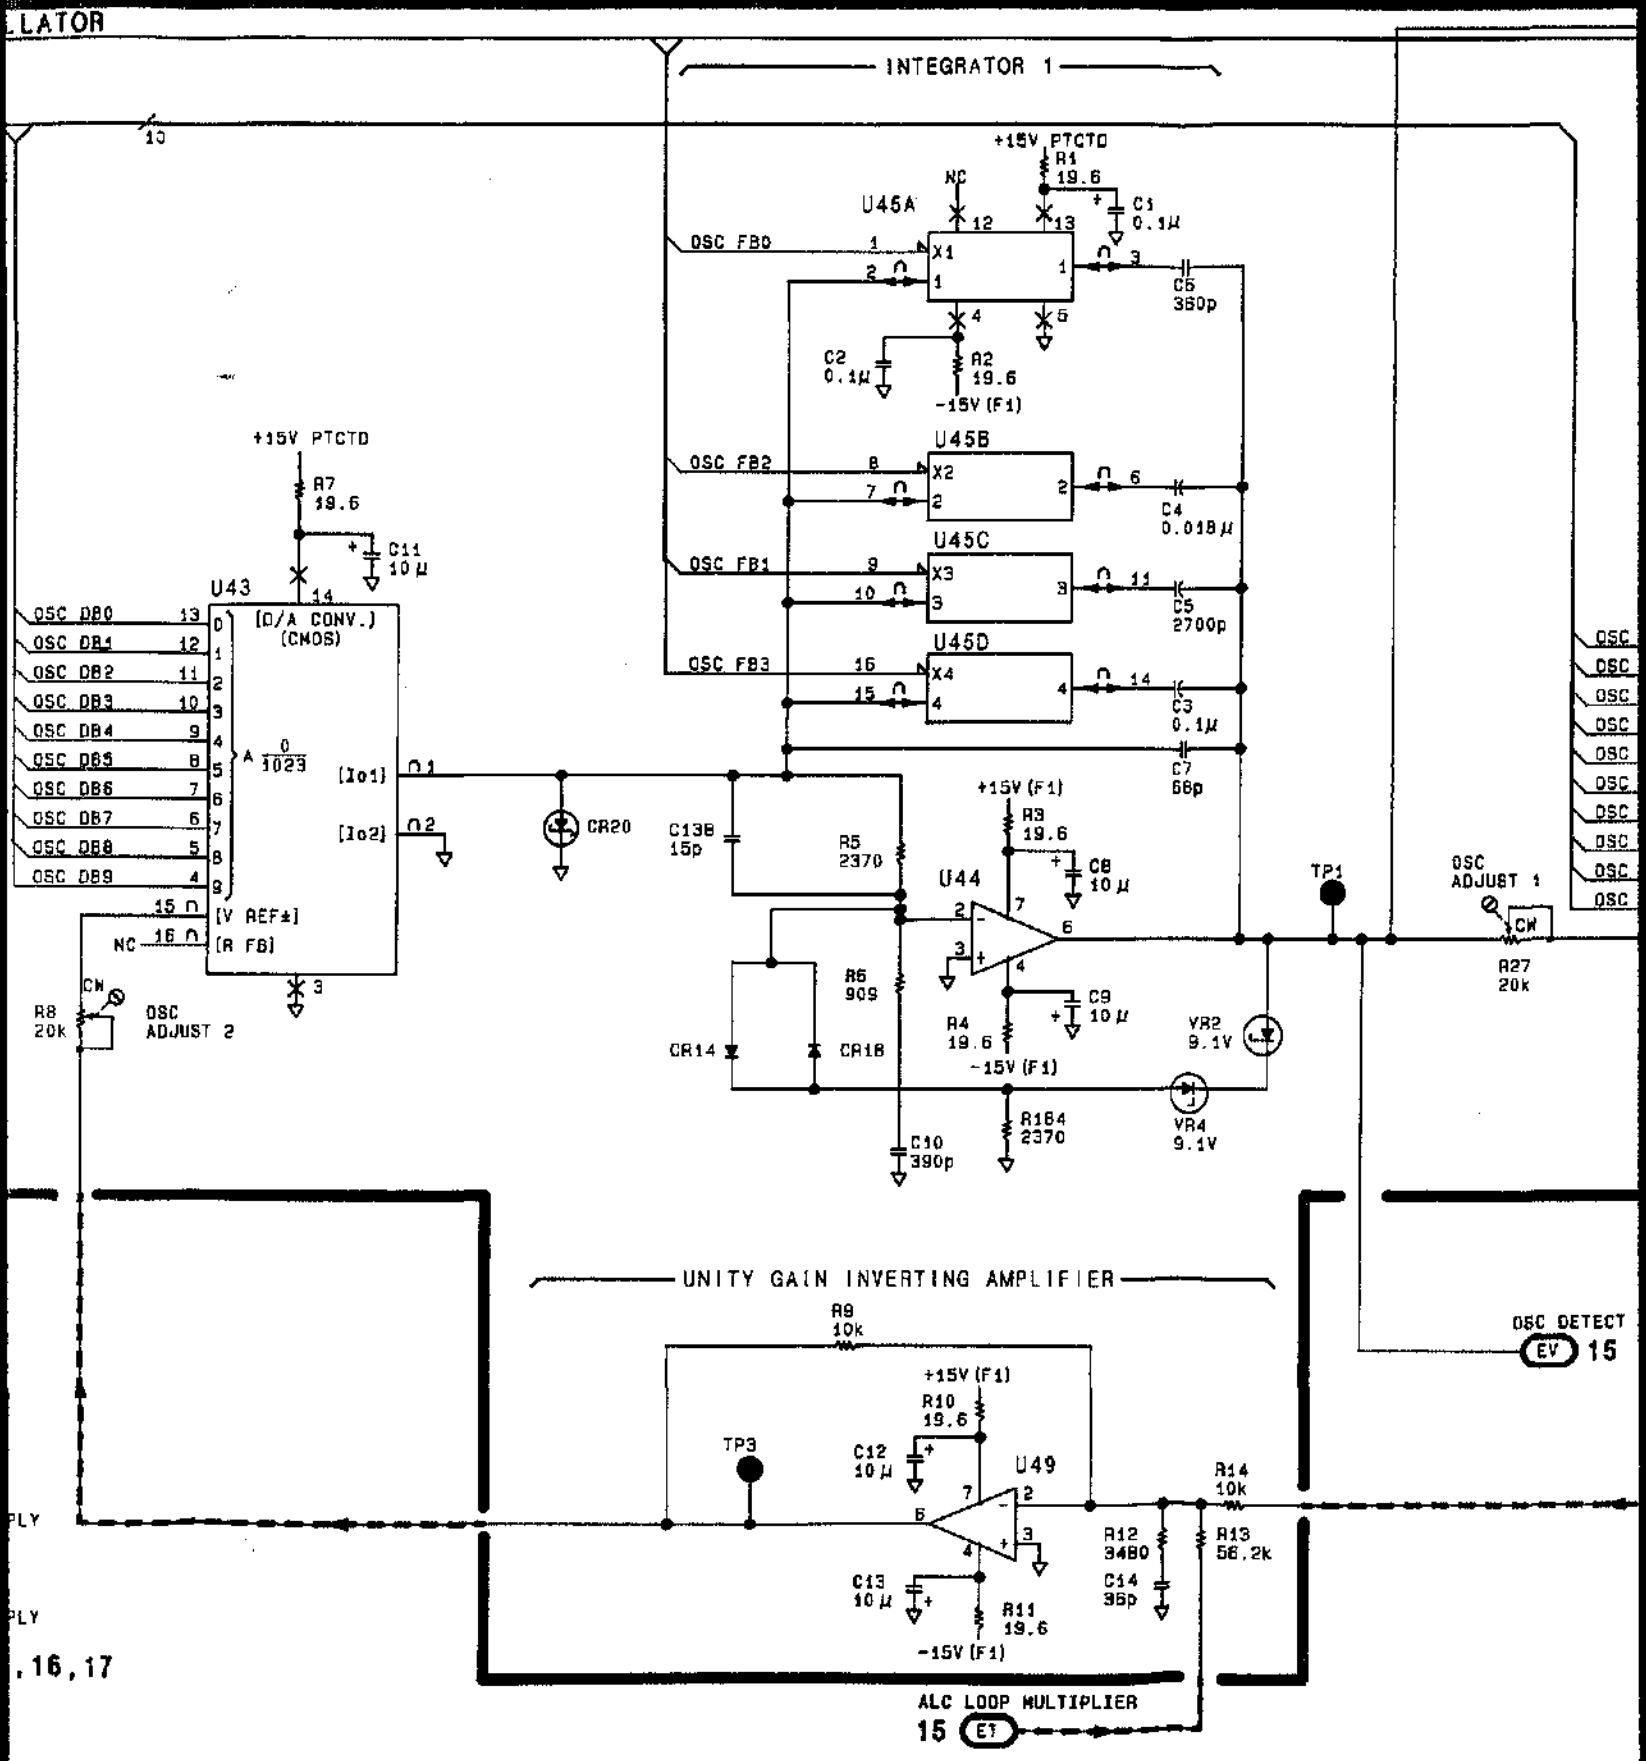 LLATOR
INTEGRATOR 1
10
+15V PTCTD
R1
19.6
NC
U45A
12
13
+
C1
0.1µ
OSC FB0
1
X1
2
1
1
3
C6
360p
4
5
C2
0.1µ
R2
19.6
-15V(F1)
U45B
OSC FB2
8
X2
7
2
2
6
C4
0.018µ
U45C
OSC FB1
9
X3
10
3
3
11
C5
2700p
U45D
OSC FB3
16
X4
15
4
4
14
C3
0.1µ
C7
68p
+15V PTCTD
R7
19.6
+
C11
10µ
U43
14
[D/A CONV.]
(CMOS)
OSC DB0 13 0
OSC DB1 12 1
OSC DB2 11 2
OSC DB3 10 3
OSC DB4 9 4
OSC DB5 8 5
OSC DB6 7 6
OSC DB7 6 7
OSC DB8 5 8
OSC DB9 4 9
A 0
1023
[Io1]
1
[Io2]
2
15
[V REF±]
NC 16 [R FB]
3
CW
R8
20k
OSC
ADJUST 2
CR20
C138
15p
R5
2370
+15V(F1)
R3
19.6
+
C8
10µ
U44
7
2
-
3
+
6
4
R6
909
R4
19.6
+
C9
10µ
-15V(F1)
CR14
CR18
R164
2370
C10
390p
VR2
9.1V
VR4
9.1V
TP1
OSC
ADJUST 1
CW
R27
20k
OSC
OSC
OSC
OSC
OSC
OSC
OSC
OSC
OSC
OSC
UNITY GAIN INVERTING AMPLIFIER
R9
10k
+15V(F1)
R10
19.6
C12
10µ
+
TP3
U49
7
2
-
6
3
+
4
C13
10µ
+
R11
19.6
-15V(F1)
R14
10k
R12
3480
R13
56.2k
C14
36p
OSC DETECT
EV 15
PLY
PLY
,16,17
ALC LOOP MULTIPLIER
15 ET